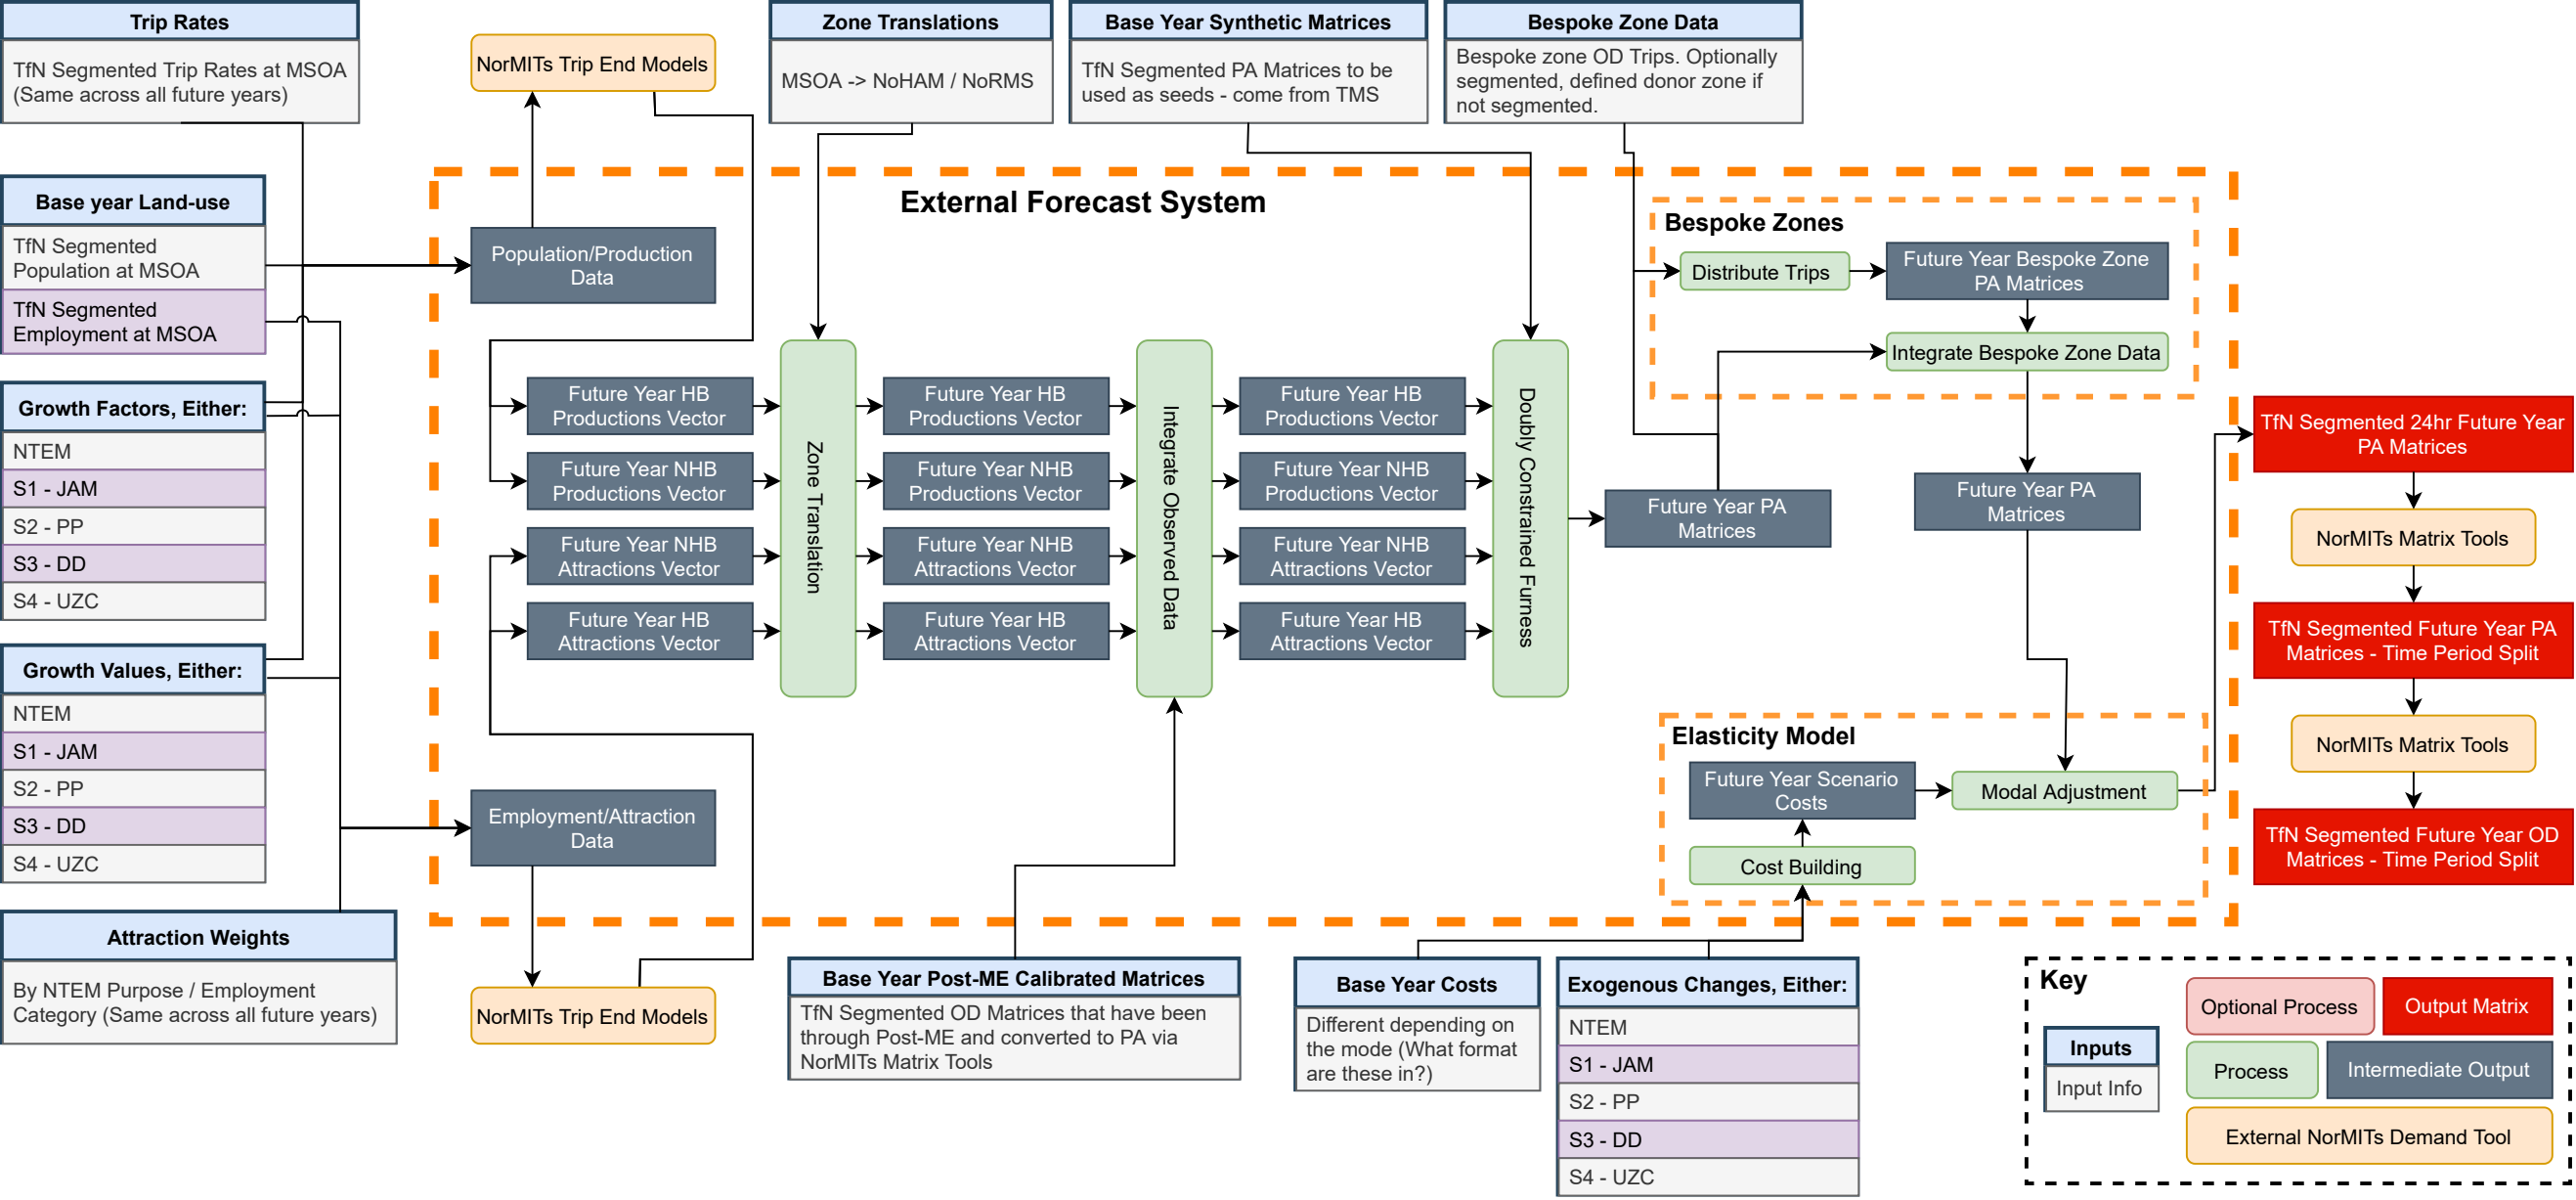 Trip Rates
TfN Segmented Trip Rates at MSOA
(Same across all future years)
NorMITs Trip End Models
Zone Translations
MSOA -> NoHAM / NoRMS
Base Year Synthetic Matrices
TfN Segmented PA Matrices to be
used as seeds - come from TMS
Bespoke Zone Data
Bespoke zone OD Trips. Optionally
segmented, defined donor zone if
not segmented.
Base year Land-use
TfN Segmented
Population at MSOA
TfN Segmented
Employment at MSOA
Growth Factors, Either:
NTEM
S1 - JAM
S2 - PP
S3 - DD
S4 - UZC
Growth Values, Either:
NTEM
S1 - JAM
S2 - PP
S3 - DD
S4 - UZC
Attraction Weights
By NTEM Purpose / Employment
Category (Same across all future years)
External Forecast System
Population/Production
Data
Future Year HB
Productions Vector
Future Year NHB
Productions Vector
Future Year NHB
Attractions Vector
Future Year HB
Attractions Vector
Zone Translation
Future Year HB
Productions Vector
Future Year NHB
Productions Vector
Future Year NHB
Attractions Vector
Future Year HB
Attractions Vector
Integrate Observed Data
Future Year HB
Productions Vector
Future Year NHB
Productions Vector
Future Year NHB
Attractions Vector
Future Year HB
Attractions Vector
Doubly Constrained Furness
Future Year PA
Matrices
Bespoke Zones
Distribute Trips
Future Year Bespoke Zone
PA Matrices
Integrate Bespoke Zone Data
Future Year PA
Matrices
Elasticity Model
Future Year Scenario
Costs
Modal Adjustment
Cost Building
Employment/Attraction
Data
NorMITs Trip End Models
Base Year Post-ME Calibrated Matrices
TfN Segmented OD Matrices that have been
through Post-ME and converted to PA via
NorMITs Matrix Tools
Base Year Costs
Different depending on
the mode (What format
are these in?)
Exogenous Changes, Either:
NTEM
S1 - JAM
S2 - PP
S3 - DD
S4 - UZC
TfN Segmented 24hr Future Year
PA Matrices
NorMITs Matrix Tools
TfN Segmented Future Year PA
Matrices - Time Period Split
NorMITs Matrix Tools
TfN Segmented Future Year OD
Matrices - Time Period Split
Key
Inputs
Input Info
Optional Process
Output Matrix
Process
Intermediate Output
External NorMITs Demand Tool